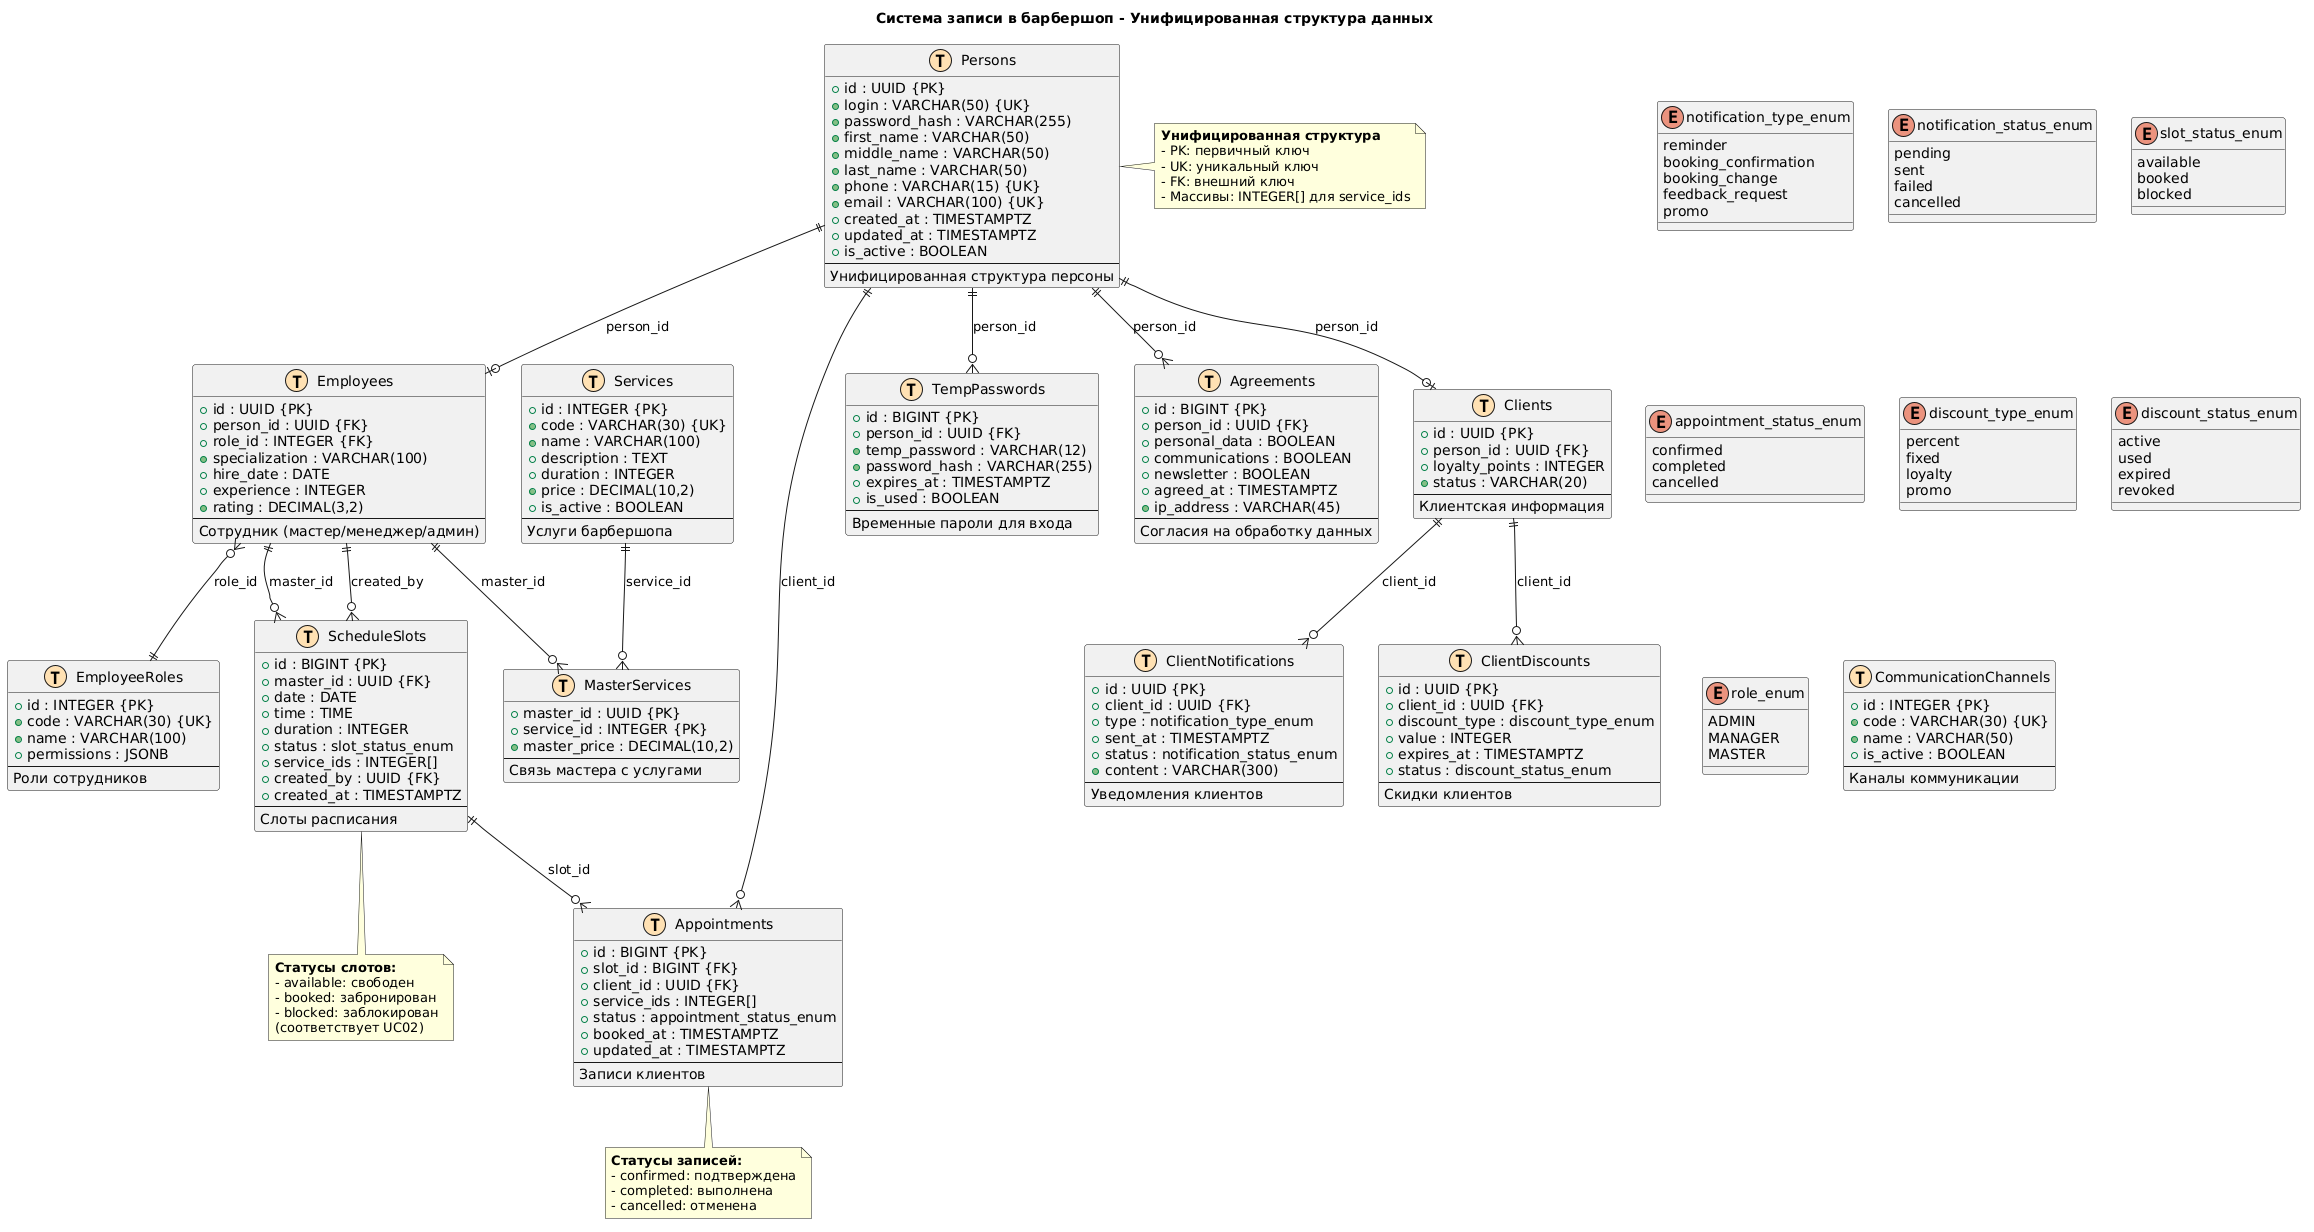 Система записи в барбершоп - Унифицированная структура данных
T Persons
id : UUID {PK}
login : VARCHAR(50) {UK}
password_hash : VARCHAR(255)
first_name : VARCHAR(50)
middle_name : VARCHAR(50)
last_name : VARCHAR(50)
phone : VARCHAR(15) {UK}
email : VARCHAR(100) {UK}
created_at : TIMESTAMPTZ
updated_at : TIMESTAMPTZ
is_active : BOOLEAN
Унифицированная структура персоны
Унифицированная структура
- PK: первичный ключ
- UK: уникальный ключ
- FK: внешний ключ
- Массивы: INTEGER[] для service_ids
E notification_type_enum
reminder
booking_confirmation
booking_change
feedback_request
promo
E notification_status_enum
pending
sent
failed
cancelled
E slot_status_enum
available
booked
blocked
person_id
person_id
person_id
person_id
T Employees
id : UUID {PK}
person_id : UUID {FK}
role_id : INTEGER {FK}
specialization : VARCHAR(100)
hire_date : DATE
experience : INTEGER
rating : DECIMAL(3,2)
Сотрудник (мастер/менеджер/админ)
T Services
id : INTEGER {PK}
code : VARCHAR(30) {UK}
name : VARCHAR(100)
description : TEXT
duration : INTEGER
price : DECIMAL(10,2)
is_active : BOOLEAN
Услуги барбершопа
T TempPasswords
id : BIGINT {PK}
person_id : UUID {FK}
temp_password : VARCHAR(12)
password_hash : VARCHAR(255)
expires_at : TIMESTAMPTZ
is_used : BOOLEAN
Временные пароли для входа
T Agreements
id : BIGINT {PK}
person_id : UUID {FK}
personal_data : BOOLEAN
communications : BOOLEAN
newsletter : BOOLEAN
agreed_at : TIMESTAMPTZ
ip_address : VARCHAR(45)
Согласия на обработку данных
T Clients
id : UUID {PK}
person_id : UUID {FK}
loyalty_points : INTEGER
status : VARCHAR(20)
Клиентская информация
E appointment_status_enum
confirmed
completed
cancelled
E discount_type_enum
percent
fixed
loyalty
promo
E discount_status_enum
active
used
expired
revoked
role_id
master_id
created_by
master_id
service_id
client_id
client_id
client_id
T EmployeeRoles
id : INTEGER {PK}
code : VARCHAR(30) {UK}
name : VARCHAR(100)
permissions : JSONB
Роли сотрудников
T ScheduleSlots
id : BIGINT {PK}
master_id : UUID {FK}
date : DATE
time : TIME
duration : INTEGER
status : slot_status_enum
service_ids : INTEGER[]
created_by : UUID {FK}
created_at : TIMESTAMPTZ
Слоты расписания
T MasterServices
master_id : UUID {PK}
service_id : INTEGER {PK}
master_price : DECIMAL(10,2)
Связь мастера с услугами
T ClientNotifications
id : UUID {PK}
client_id : UUID {FK}
type : notification_type_enum
sent_at : TIMESTAMPTZ
status : notification_status_enum
content : VARCHAR(300)
Уведомления клиентов
T ClientDiscounts
id : UUID {PK}
client_id : UUID {FK}
discount_type : discount_type_enum
value : INTEGER
expires_at : TIMESTAMPTZ
status : discount_status_enum
Скидки клиентов
E role_enum
ADMIN
MANAGER
MASTER
T CommunicationChannels
id : INTEGER {PK}
code : VARCHAR(30) {UK}
name : VARCHAR(50)
is_active : BOOLEAN
Каналы коммуникации
slot_id
Статусы слотов:
- available: свободен
- booked: забронирован
- blocked: заблокирован
(соответствует UC02)
T Appointments
id : BIGINT {PK}
slot_id : BIGINT {FK}
client_id : UUID {FK}
service_ids : INTEGER[]
status : appointment_status_enum
booked_at : TIMESTAMPTZ
updated_at : TIMESTAMPTZ
Записи клиентов
Статусы записей:
- confirmed: подтверждена
- completed: выполнена
- cancelled: отменена